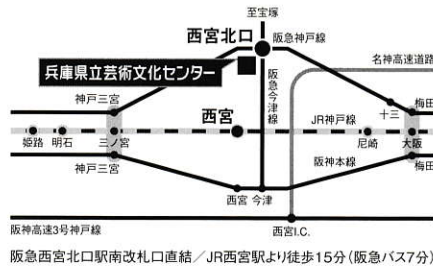 至宝塚
西宮北口
阪急神戸線
兵庫県立芸術文化センター
阪急今津線
名神高速道路
神戸三宮
十三
梅田
西宮
JR神戸線
姫路
明石
三ノ宮
尼崎
大阪
神戸三宮
阪神本線
梅田
西宮
今津
阪神高速3号神戸線
西宮I.C.
阪急西宮北口駅南改札口直結／JR西宮駅より徒歩15分（阪急バス7分）